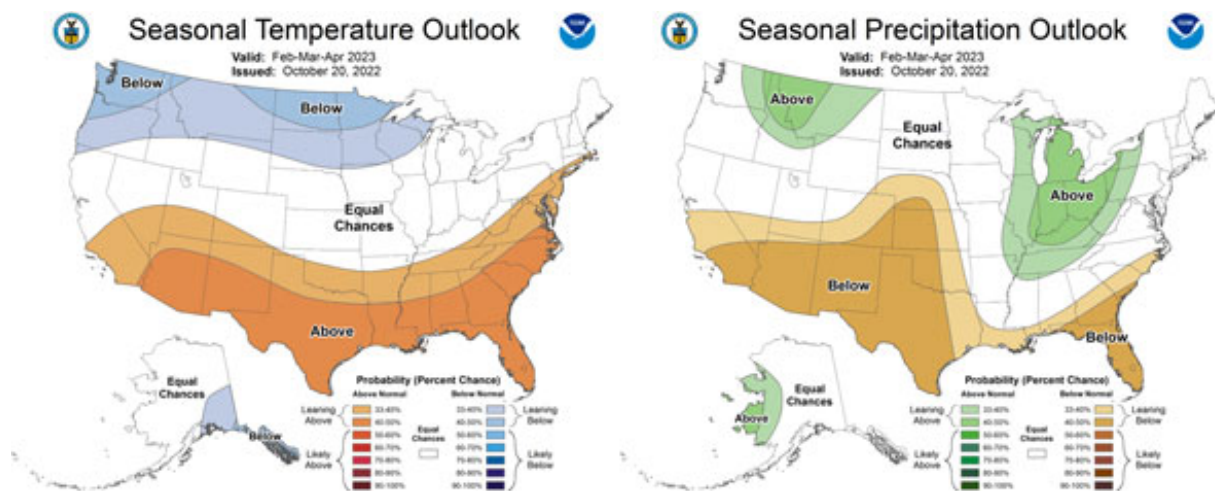 Seasonal Temperature Outlook
Valid: Feb-Mar-Apr 2023
Issued: October 20, 2022
Below
Below
Equal
Chances
Above
Equal
Chances
Below
Probability (Percent Chance)
Above Normal
Below Normal
Leaning
Above
33-40%
40-50%
Equal
Chances
33-40%
40-50%
Leaning
Below
Likely
Above
50-60%
60-70%
70-80%
80-90%
90-100%
50-60%
60-70%
70-80%
80-90%
90-100%
Likely
Below
Seasonal Precipitation Outlook
Valid: Feb-Mar-Apr 2023
Issued: October 20, 2022
Above
Equal
Chances
Above
Below
Below
Equal
Chances
Above
Probability (Percent Chance)
Above Normal
Below Normal
Leaning
Above
33-40%
40-50%
Equal
Chances
33-40%
40-50%
Leaning
Below
Likely
Above
50-60%
60-70%
70-80%
80-90%
90-100%
50-60%
60-70%
70-80%
80-90%
90-100%
Likely
Below